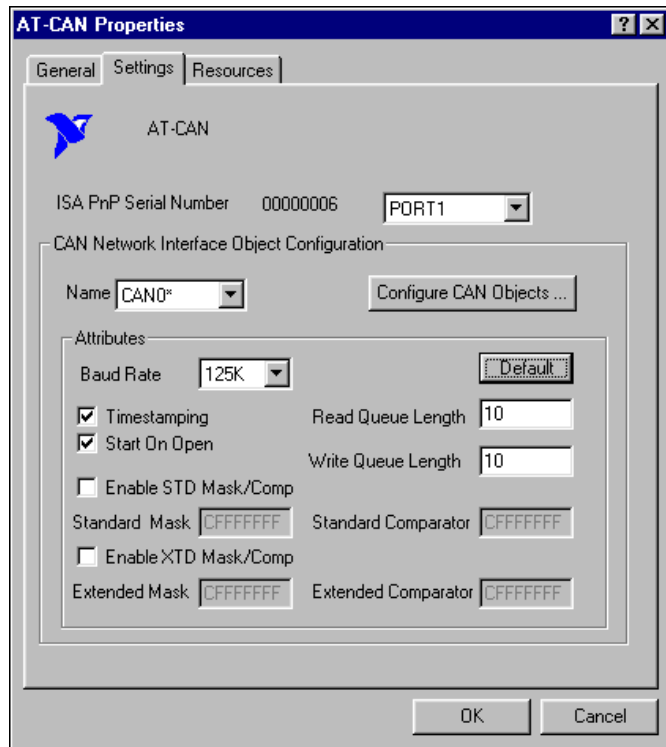 AT-CAN Properties
General Settings Resources
AT-CAN
ISA PnP Serial Number 00000006 PORT1
CAN Network Interface Object Configuration
Name CAN0* Configure CAN Objects ...
Attributes
Baud Rate 125K Default
Timestamping Read Queue Length 10
Start On Open
Write Queue Length 10
Enable STD Mask/Comp
Standard Mask CFFFFFFF Standard Comparator CFFFFFFF
Enable XTD Mask/Comp
Extended Mask CFFFFFFF Extended Comparator CFFFFFFF
OK Cancel